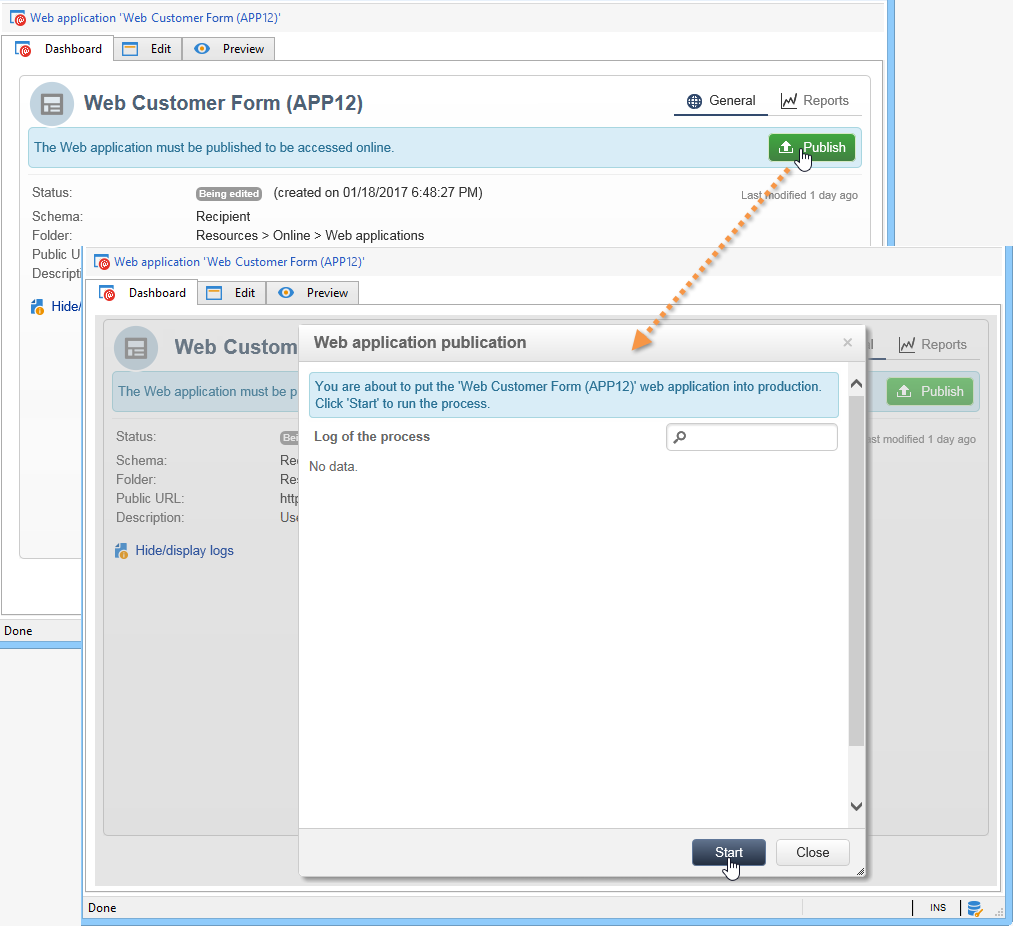 Web application 'Web Customer Form (APP12)'
Dashboard Edit Preview
Web Customer Form (APP12) General Reports
The Web application must be published to be accessed online. Publish
Status: Being edited (created on 01/18/2017 6:48:27 PM) Last modified 1 day ago
Schema: Recipient
Folder: Resources > Online > Web applications
Public U
Descripti
Hide/
Done
Web application 'Web Customer Form (APP12)'
Dashboard Edit Preview
Web Custom Reports
The Web application must be p Publish
Status: Bei st modified 1 day ago
Schema: Rec
Folder: Res
Public URL: http
Description: Use
Hide/display logs
Web application publication ×
You are about to put the 'Web Customer Form (APP12)' web application into production.
Click 'Start' to run the process.
Log of the process
No data.
Start Close
Done INS